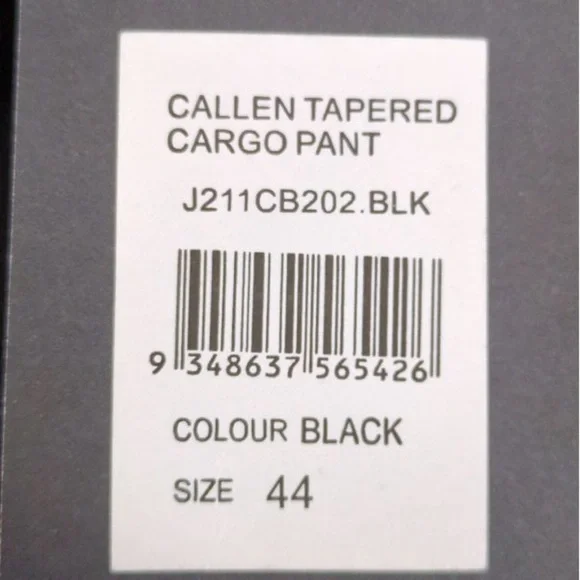 CALLEN TAPERED
CARGO PANT
J211CB202.BLK
9 348637 565426
COLOUR BLACK
SIZE 44